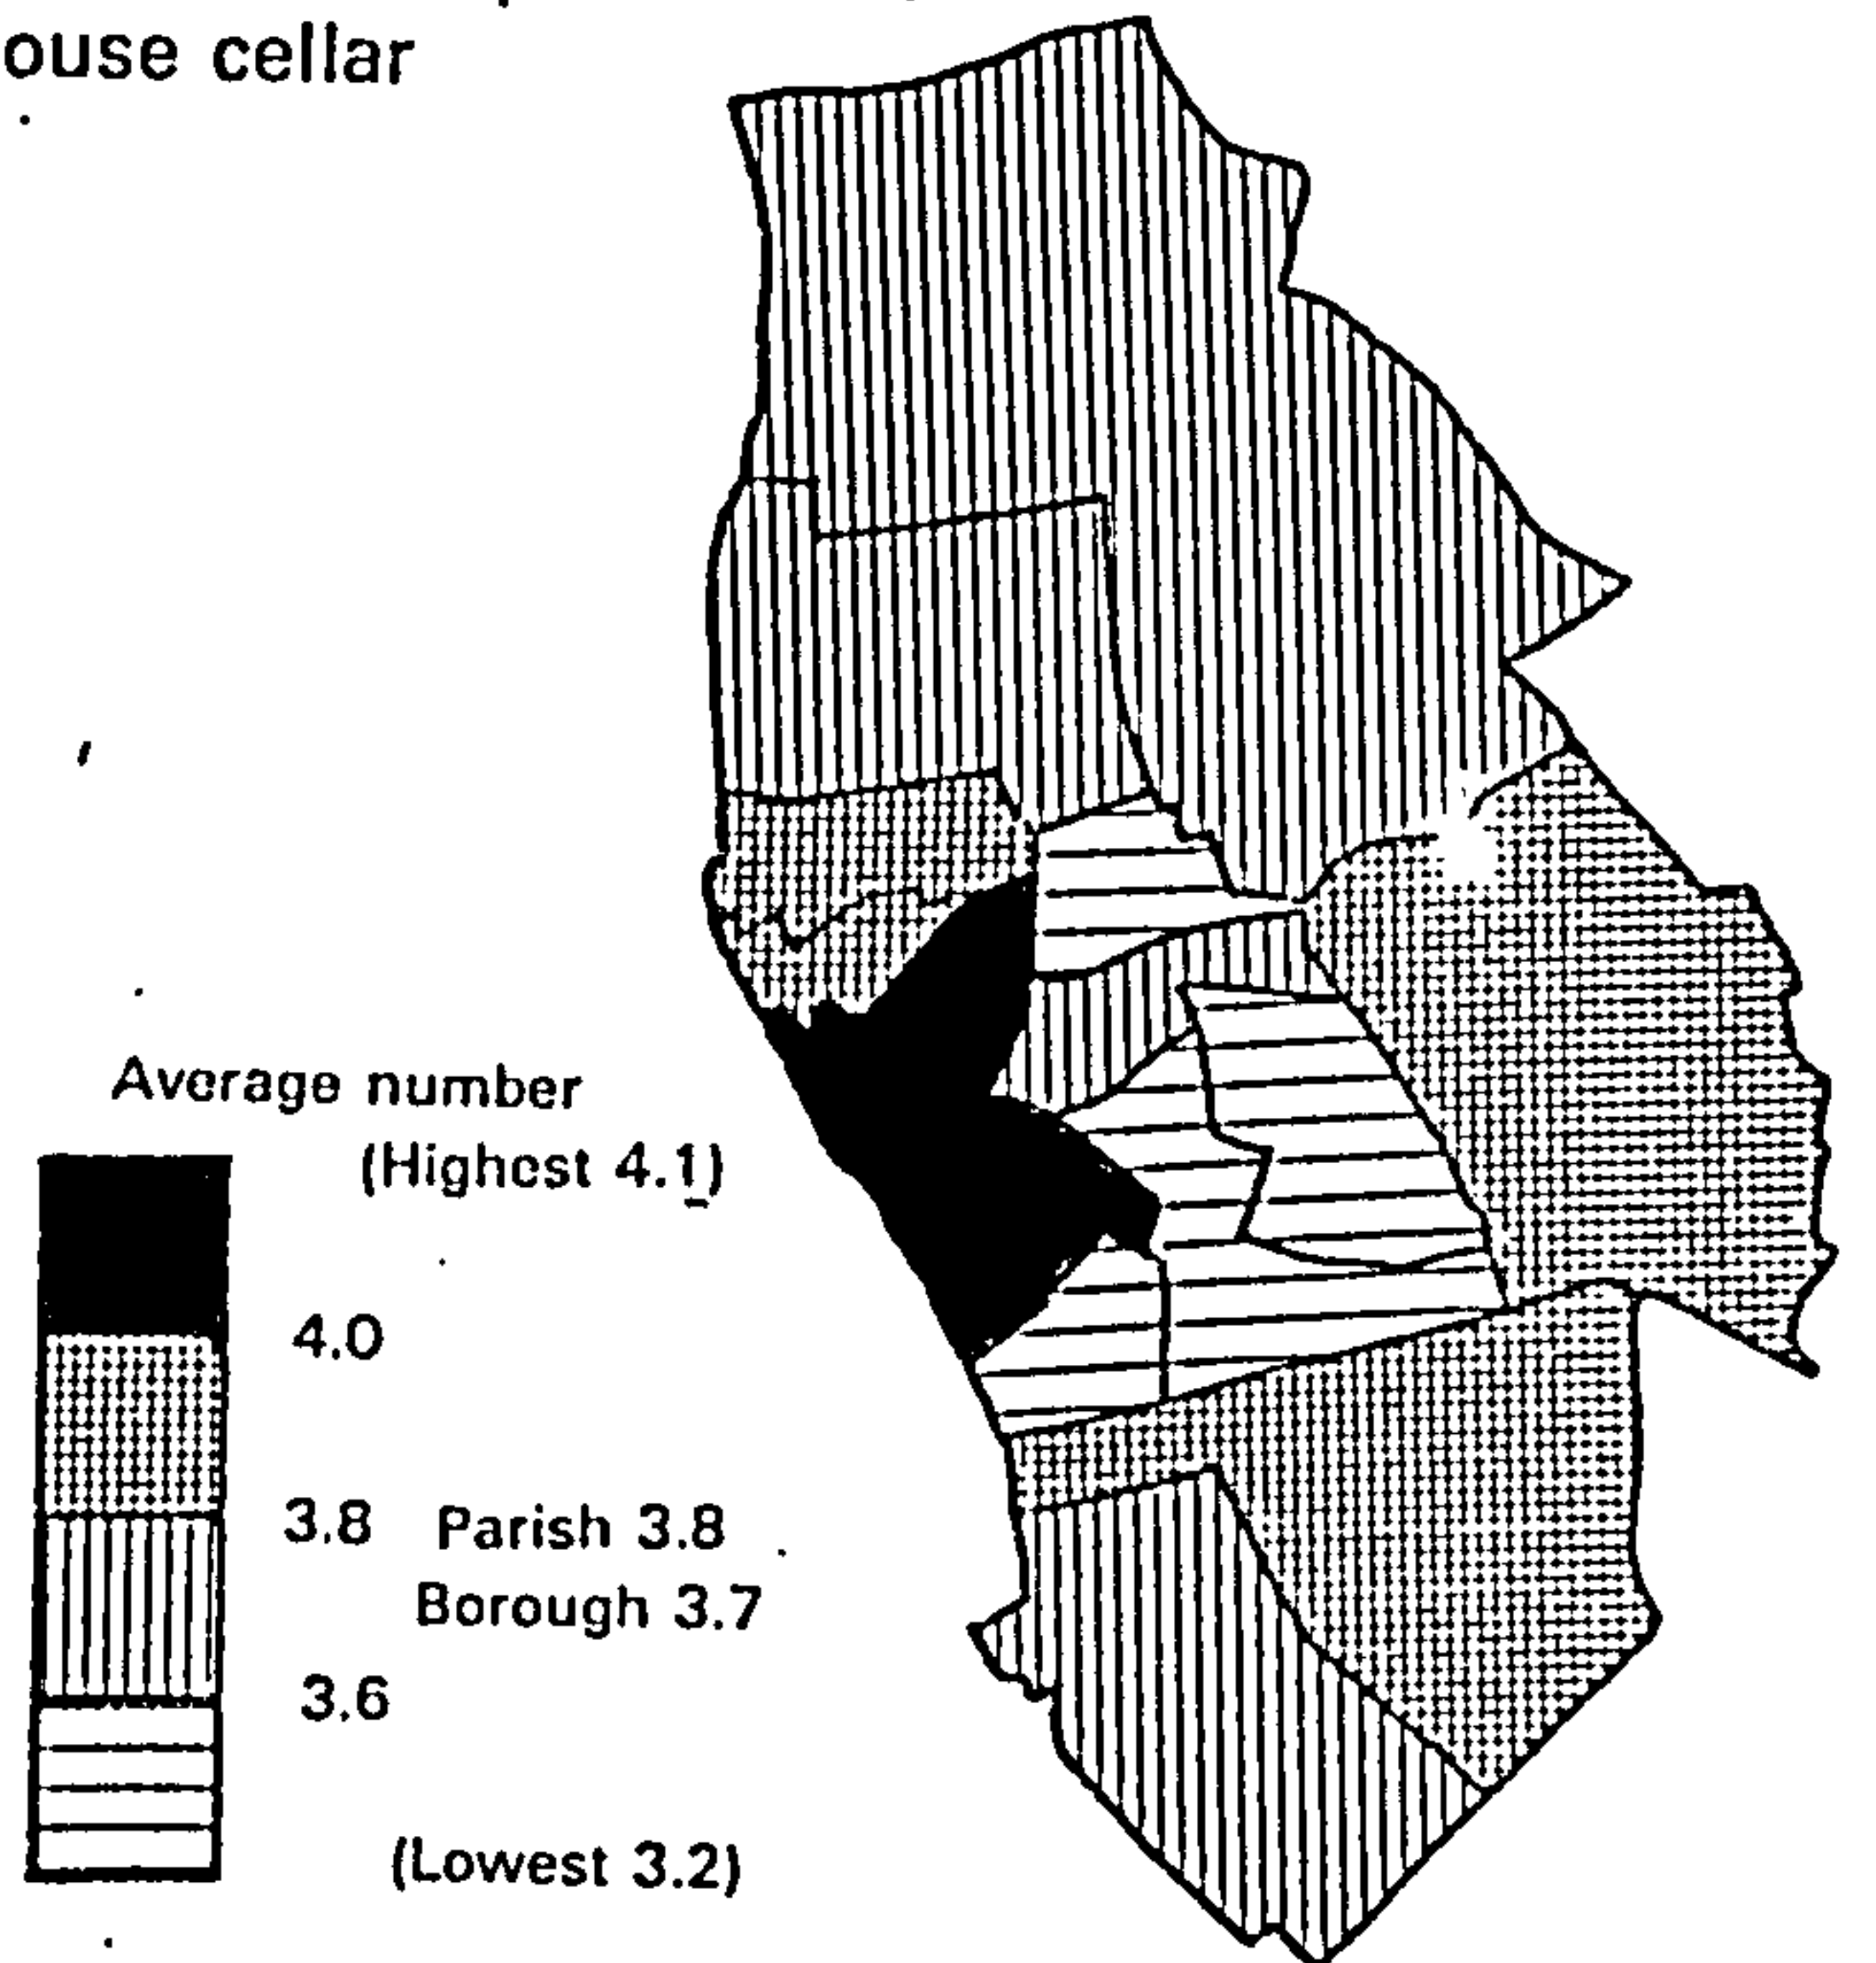 ouse cellar
Average number
(Highest 4.1)
4.0
3.8 Parish 3.8
Borough 3.7
3.6
(Lowest 3.2)